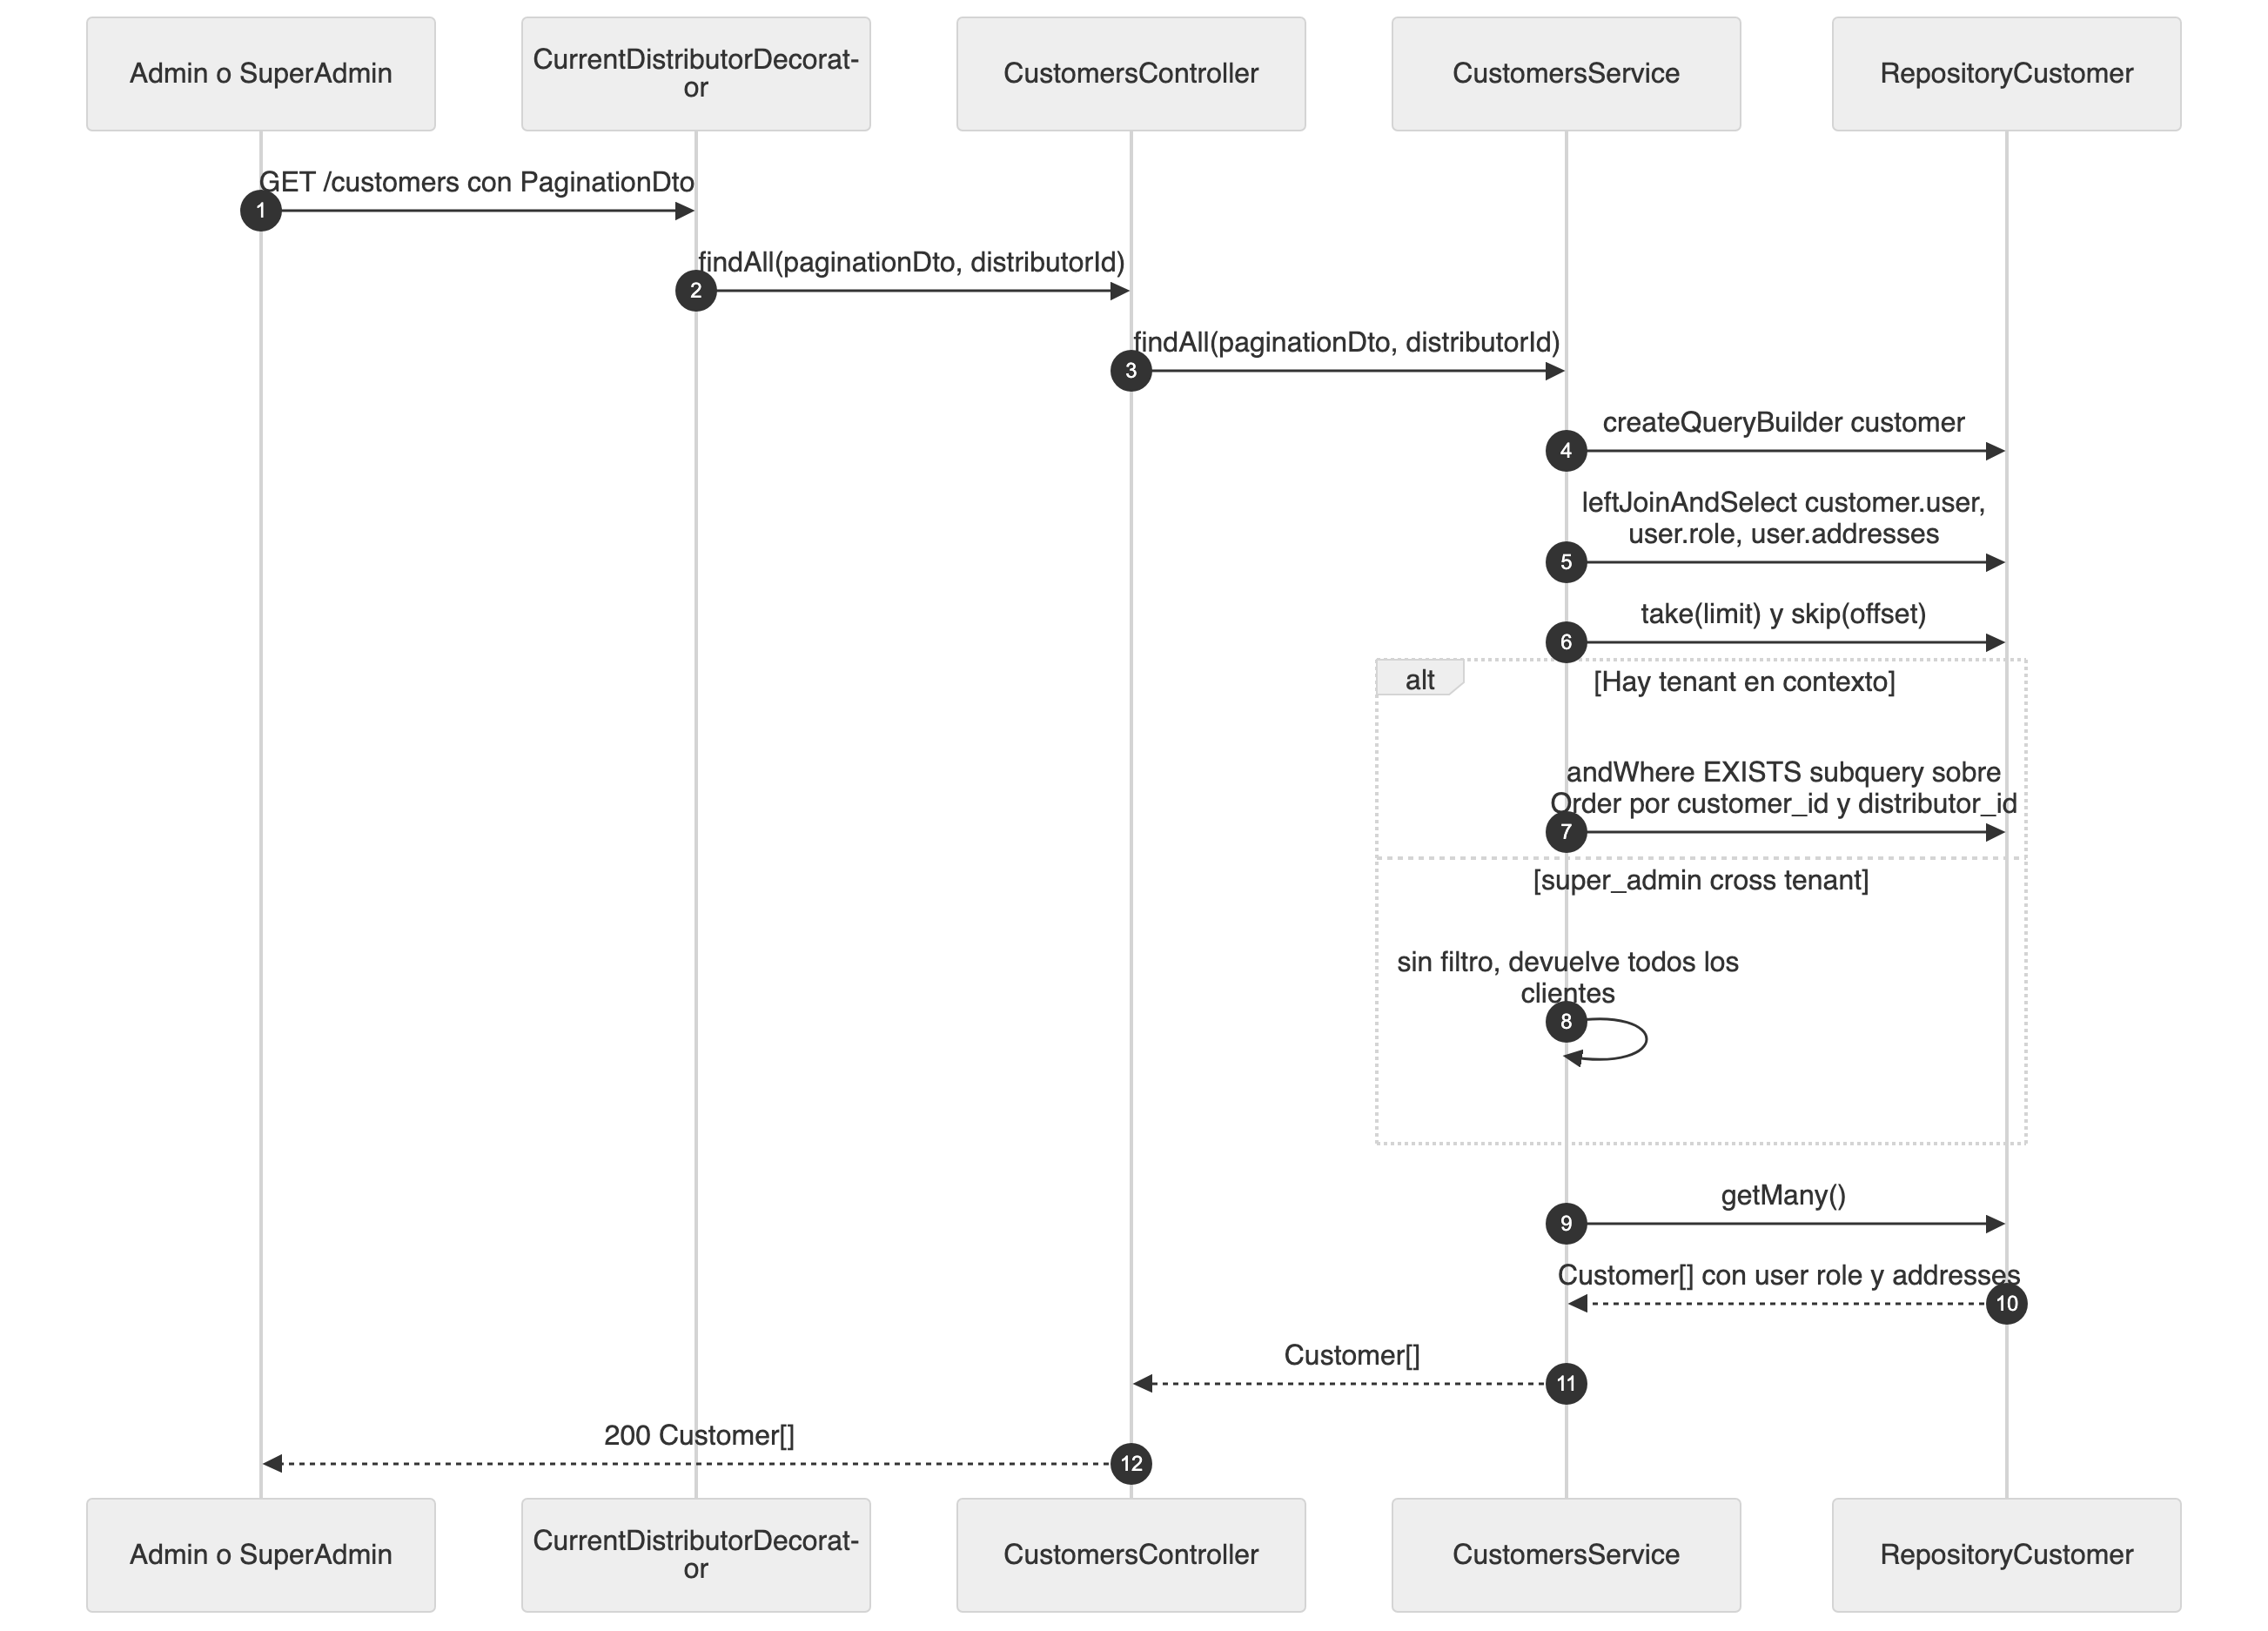 Admin o SuperAdmin
CurrentDistributorDecorat-
or
CustomersController
CustomersService
RepositoryCustomer
GET /customers con PaginationDto
1
findAll(paginationDto, distributorId)
2
findAll(paginationDto, distributorId)
3
createQueryBuilder customer
4
leftJoinAndSelect customer.user,
user.role, user.addresses
5
take(limit) y skip(offset)
6
alt
[Hay tenant en contexto]
andWhere EXISTS subquery sobre
Order por customer_id y distributor_id
7
[super_admin cross tenant]
sin filtro, devuelve todos los
clientes
8
getMany()
9
Customer[] con user role y addresses
10
Customer[]
11
200 Customer[]
12
Admin o SuperAdmin
CurrentDistributorDecorat-
or
CustomersController
CustomersService
RepositoryCustomer